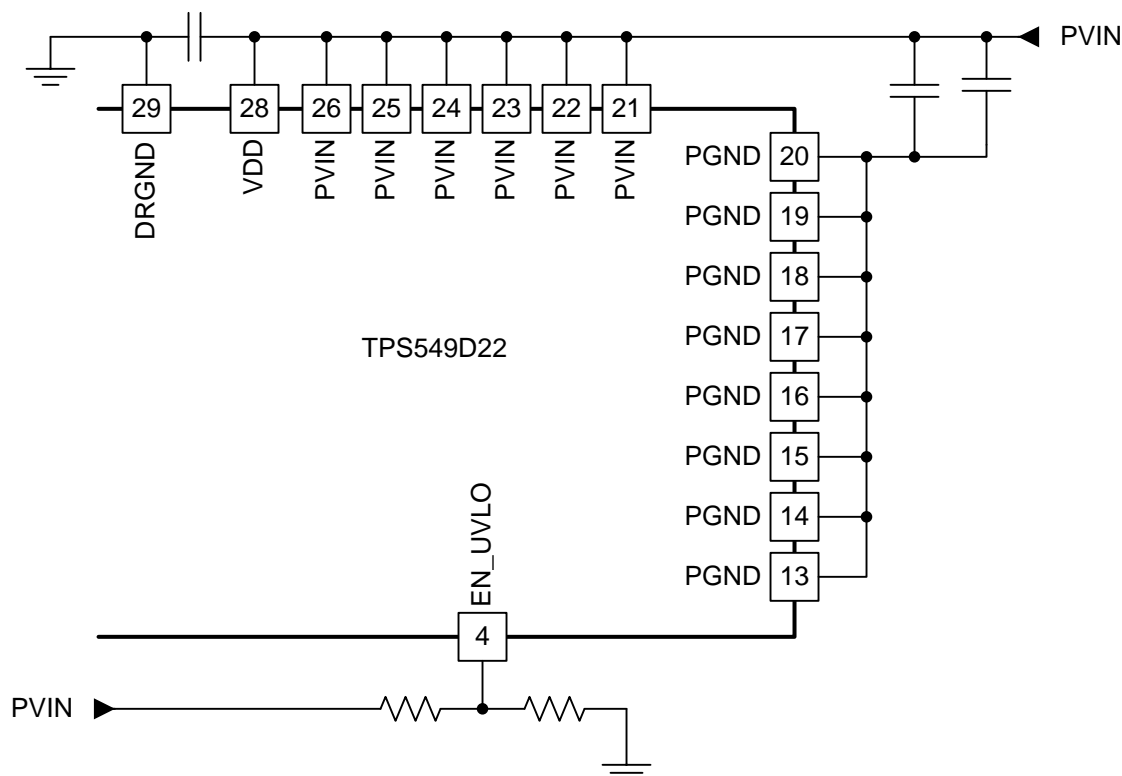 PVIN
29
28
26
25
24
23
22
21
DRGND
VDD
PVIN
PVIN
PVIN
PVIN
PVIN
PVIN
PGND 20
PGND 19
PGND 18
PGND 17
TPS549D22
PGND 16
PGND 15
PGND 14
PGND 13
EN_UVLO
4
PVIN